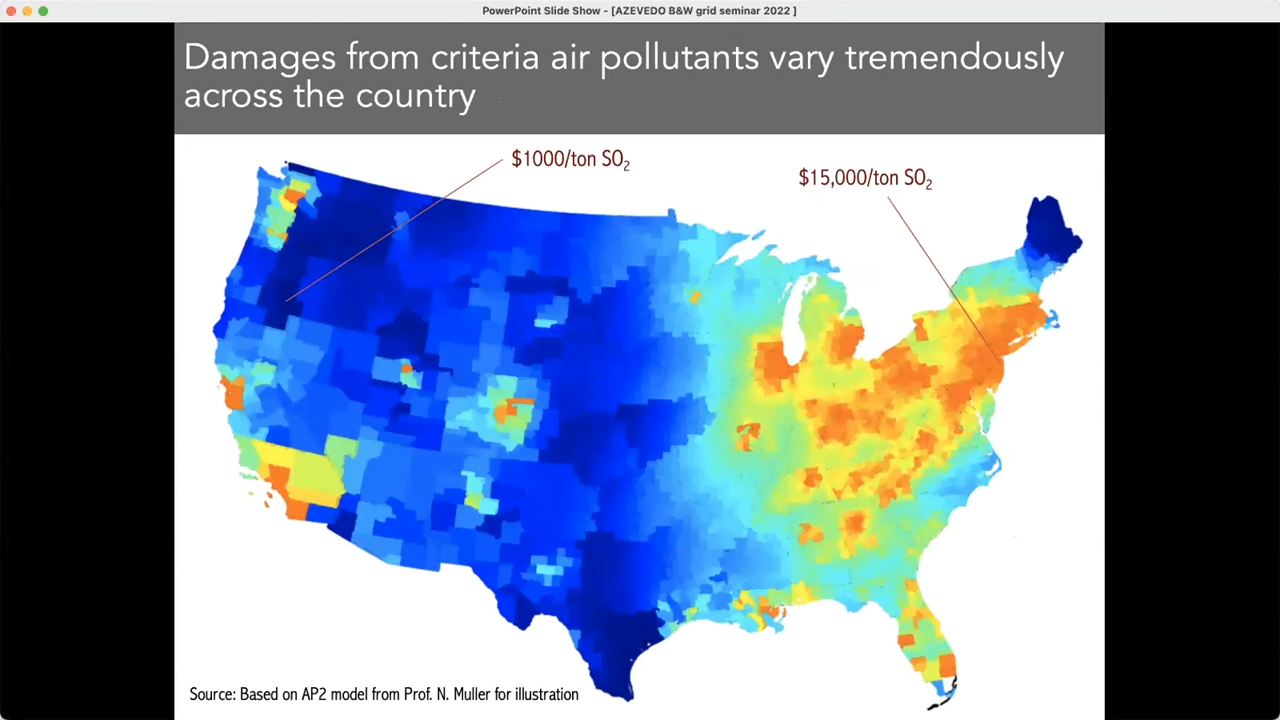 PowerPoint Slide Show - [AZEVEDO B&W grid seminar 2022 ]
Damages from criteria air pollutants vary tremendously
across the country
$1000/ton SO₂
$15,000/ton SO₂
Source: Based on AP2 model from Prof. N. Muller for illustration